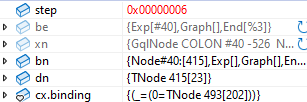 step 0x00000006
be {Exp[#40],Graph[],End[%3]}
xn {GqlNode COLON #40 -526 N
bn {Node#40:[415],Exp[],Graph[],En
dn {TNode 415[23]}
cx.binding {(_=(0=TNode 493[202]))}